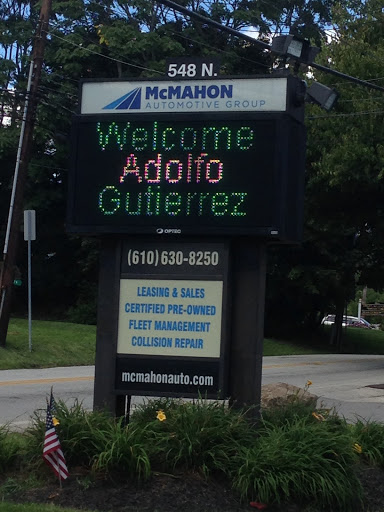 548 N.
McMAHON
AUTOMOTIVE GROUP
Welcome
Adolfo
Gutierrez
OPTEC
(610) 630-8250
LEASING & SALES
CERTIFIED PRE-OWNED
FLEET MANAGEMENT
COLLISION REPAIR
mcmahonauto.com